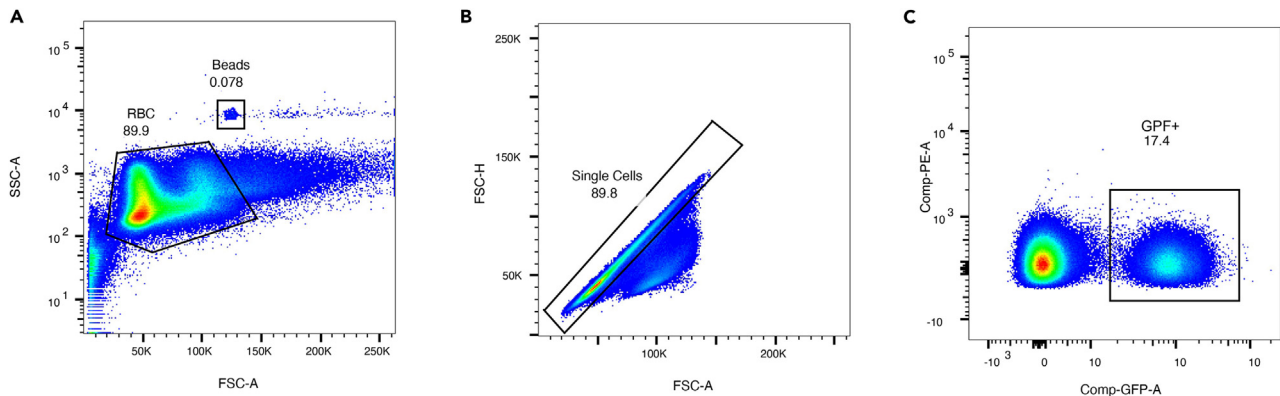 A
10^5
10^4
10^3
10^2
10^1
SSC-A
Beads
0.078
RBC
89.9
50K
100K
150K
200K
250K
FSC-A
B
250K
150K
50K
0
FSC-H
Single Cells
89.8
100K
200K
FSC-A
C
10^5
10^4
10^3
0
-10
Comp-PE-A
GPF+
17.4
-10 3
0
10
10
10
Comp-GFP-A